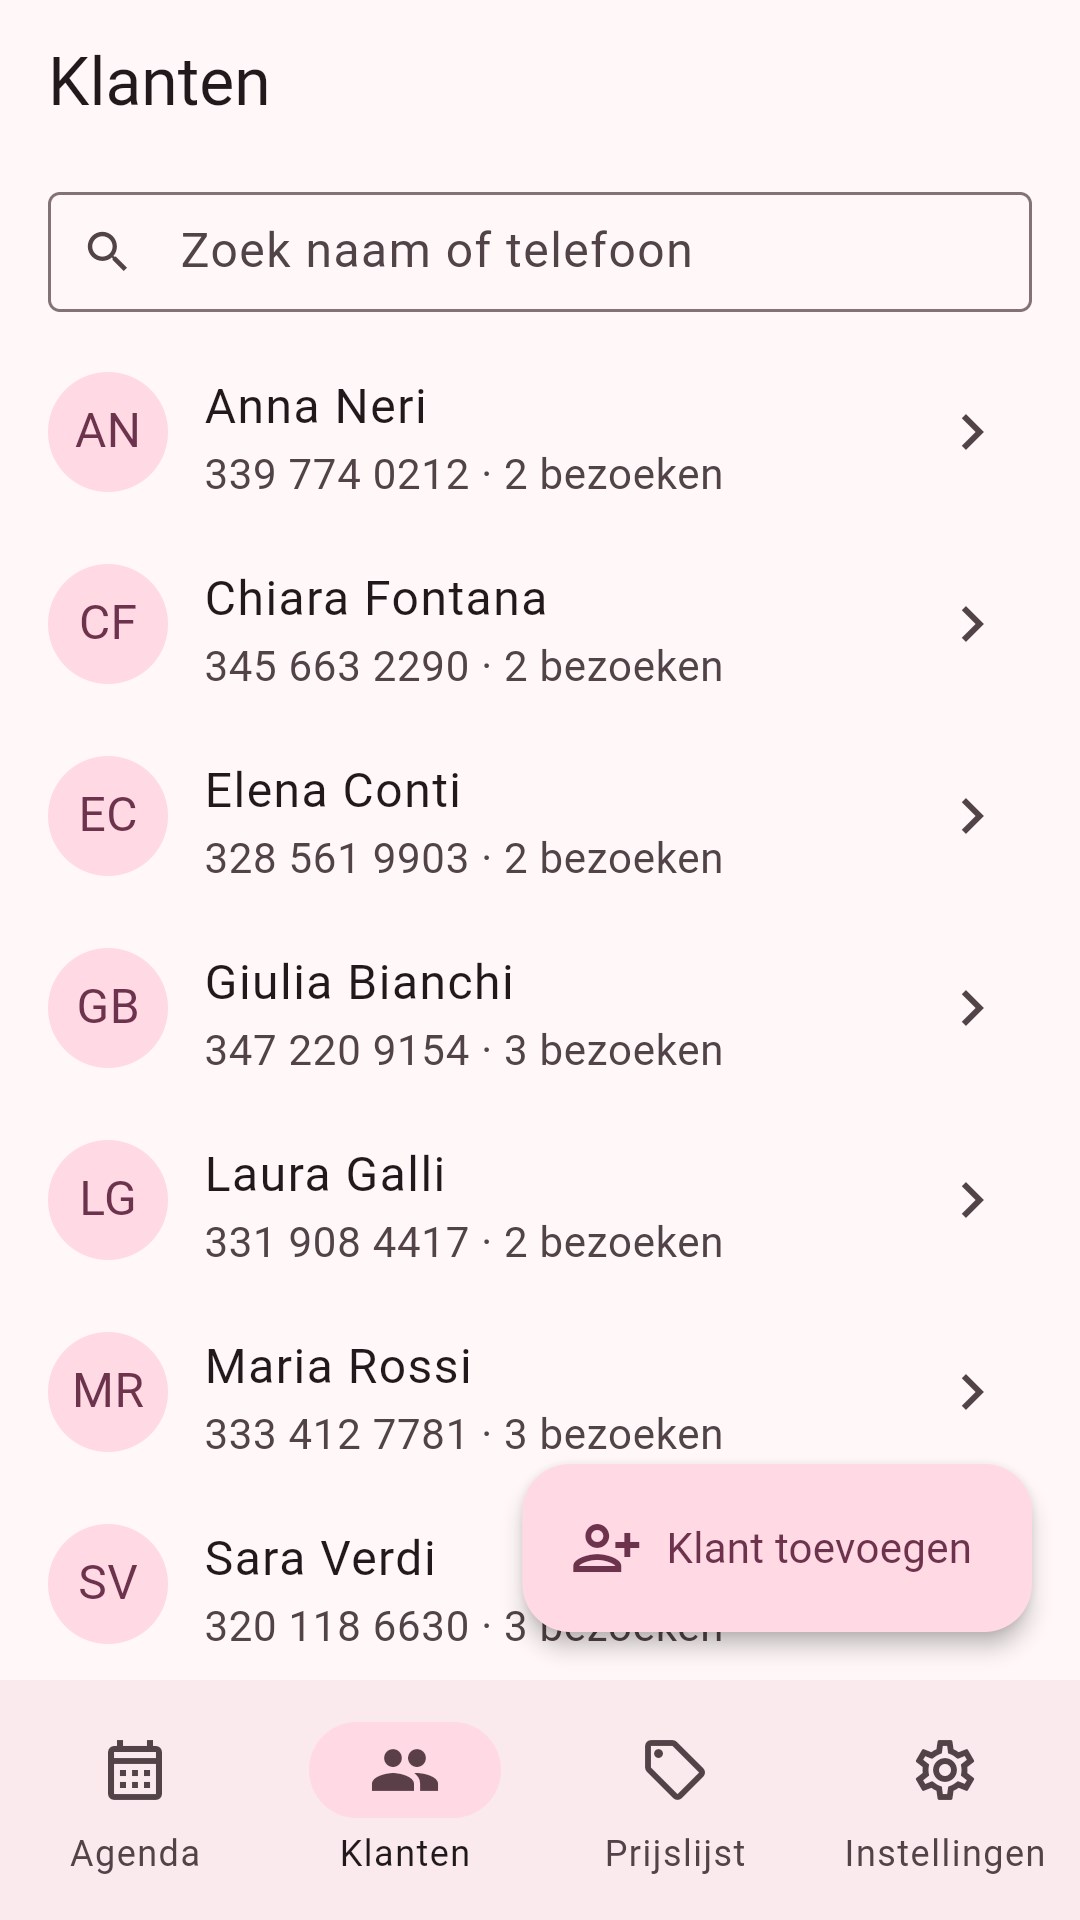 Klanten
Zoek naam of telefoon
AN
Anna Neri
339 774 0212 · 2 bezoeken
CF
Chiara Fontana
345 663 2290 · 2 bezoeken
EC
Elena Conti
328 561 9903 · 2 bezoeken
GB
Giulia Bianchi
347 220 9154 · 3 bezoeken
LG
Laura Galli
331 908 4417 · 2 bezoeken
MR
Maria Rossi
333 412 7781 · 3 bezoeken
SV
Sara Verdi
320 118 6630 · 3 bezoeken
Klant toevoegen
Agenda
Klanten
Prijslijst
Instellingen